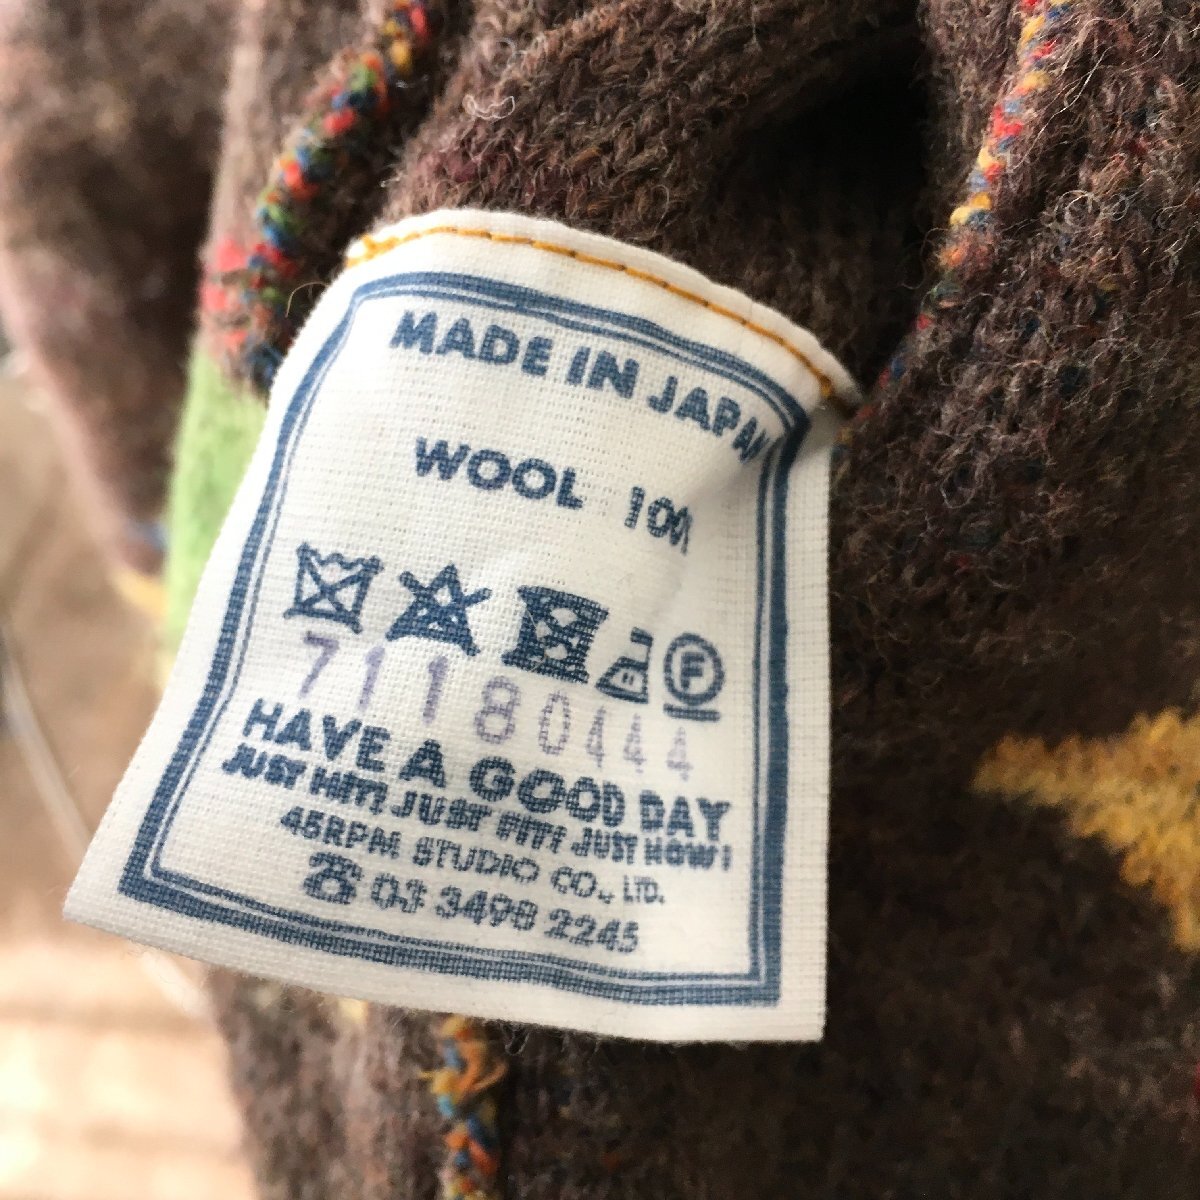 MADE IN JAPAN
WOOL 100%
F
71180444
HAVE A GOOD DAY
JUST HIT! JUST FIT! JUST NOW!
45RPM STUDIO CO., LTD.
☎ 03 3498 2245